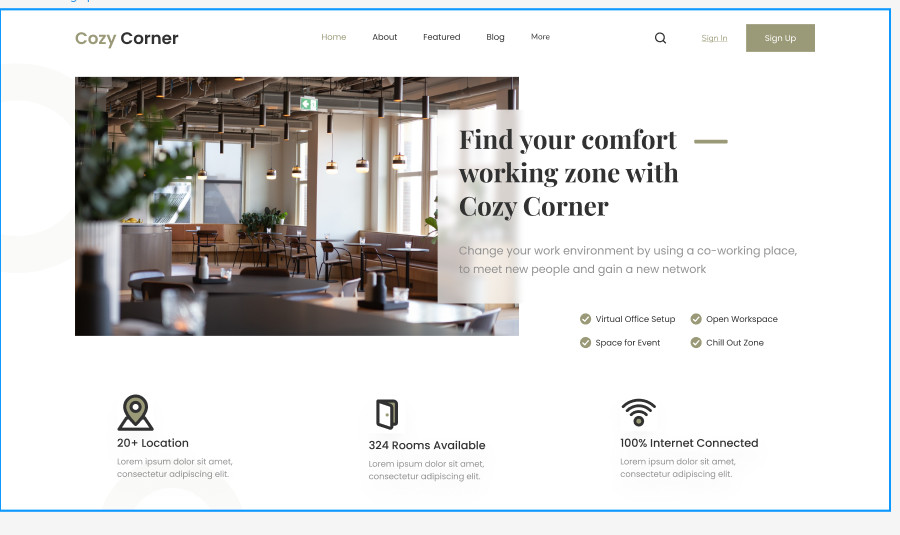 Cozy Corner
Home About Featured Blog More
Sign In
Sign Up
Find your comfort
working zone with
Cozy Corner
Change your work environment by using a co-working place,
to meet new people and gain a new network
Virtual Office Setup
Open Workspace
Space for Event
Chill Out Zone
20+ Location
Lorem ipsum dolor sit amet,
consectetur adipiscing elit.
324 Rooms Available
Lorem ipsum dolor sit amet,
consectetur adipiscing elit.
100% Internet Connected
Lorem ipsum dolor sit amet,
consectetur adipiscing elit.